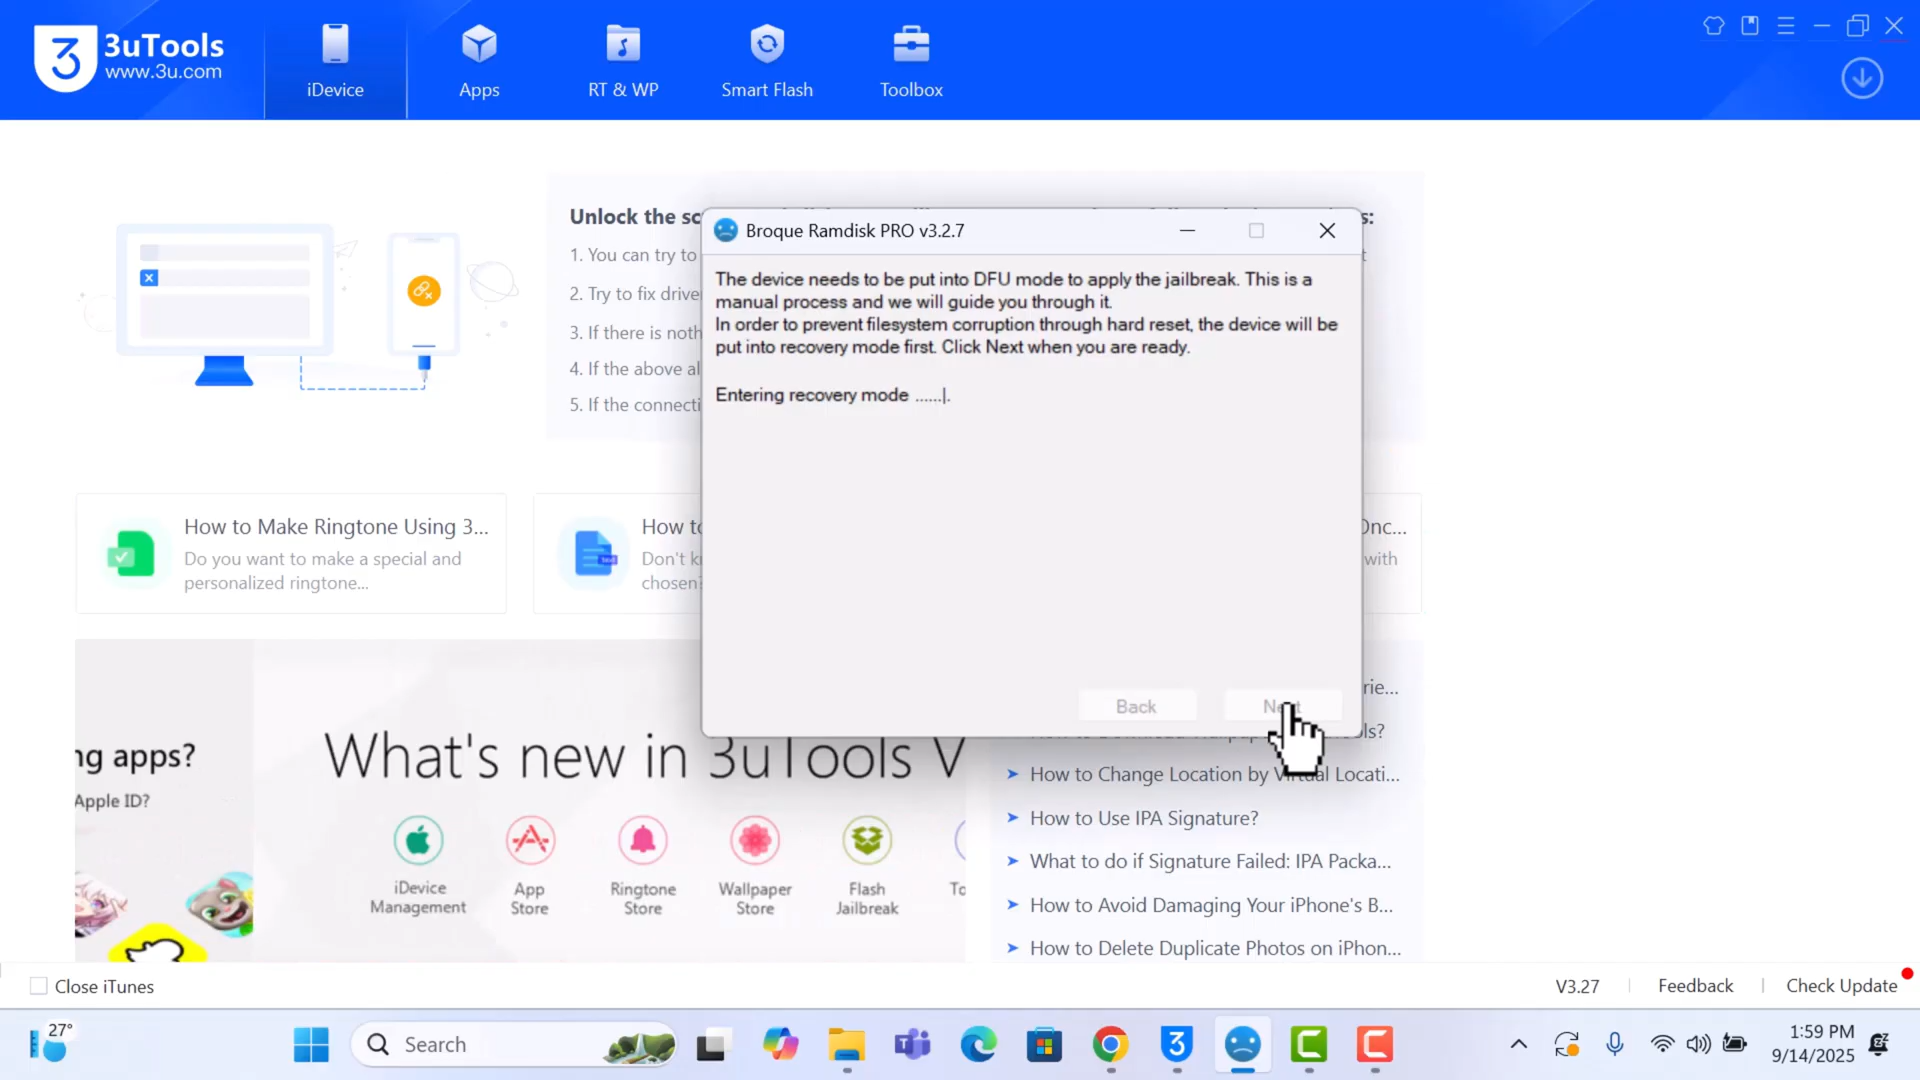 3uTools
www.3u.com
iDevice
Apps
RT & WP
Smart Flash
Toolbox
Unlock the sc
s:
1. You can try to
t
2. Try to fix drive
3. If there is noth
4. If the above al
5. If the connecti
Broque Ramdisk PRO v3.2.7
The device needs to be put into DFU mode to apply the jailbreak. This is a
manual process and we will guide you through it.
In order to prevent filesystem corruption through hard reset, the device will be
put into recovery mode first. Click Next when you are ready.
Entering recovery mode ......|.
Back
Next
How to Make Ringtone Using 3...
Do you want to make a special and
personalized ringtone...
How to
Don't k
chosen?
Onc...
with
ng apps?
Apple ID?
What's new in 3uTools V
iDevice
Management
App
Store
Ringtone
Store
Wallpaper
Store
Flash
Jailbreak
To
rie...
ols?
How to Change Location by Virtual Locati...
How to Use IPA Signature?
What to do if Signature Failed: IPA Packa...
How to Avoid Damaging Your iPhone's B...
How to Delete Duplicate Photos on iPhon...
Close iTunes
V3.27
Feedback
Check Update
27°
Search
1:59 PM
9/14/2025